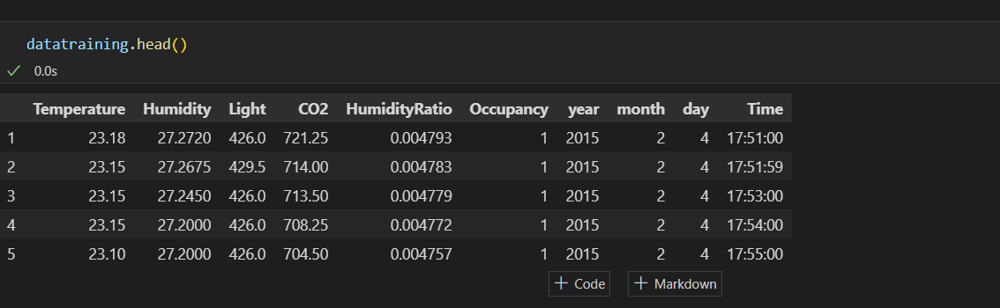 datatraining.head()
0.0s
Temperature Humidity Light CO2 HumidityRatio Occupancy year month day Time
1 23.18 27.2720 426.0 721.25 0.004793 1 2015 2 4 17:51:00
2 23.15 27.2675 429.5 714.00 0.004783 1 2015 2 4 17:51:59
3 23.15 27.2450 426.0 713.50 0.004779 1 2015 2 4 17:53:00
4 23.15 27.2000 426.0 708.25 0.004772 1 2015 2 4 17:54:00
5 23.10 27.2000 426.0 704.50 0.004757 1 2015 2 4 17:55:00
+ Code + Markdown